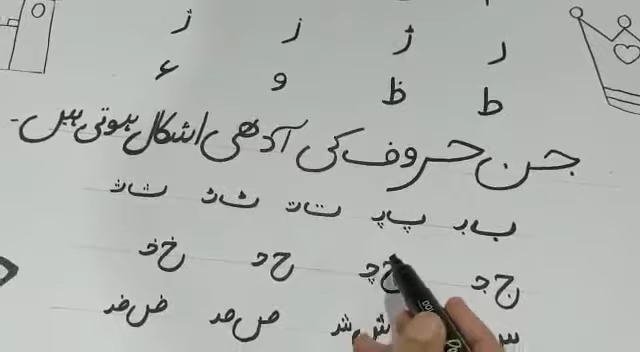 ر ڑ ز ژ
ط ظ و ء
جن حروف کی آدھی اشکال ہوتی ہیں۔
ب بـ پ پـ ت تـ ٹ ٹـ ث ثـ
ج جـ چ چـ ح حـ خ خـ
س ش شـ ص صـ ض ضـ